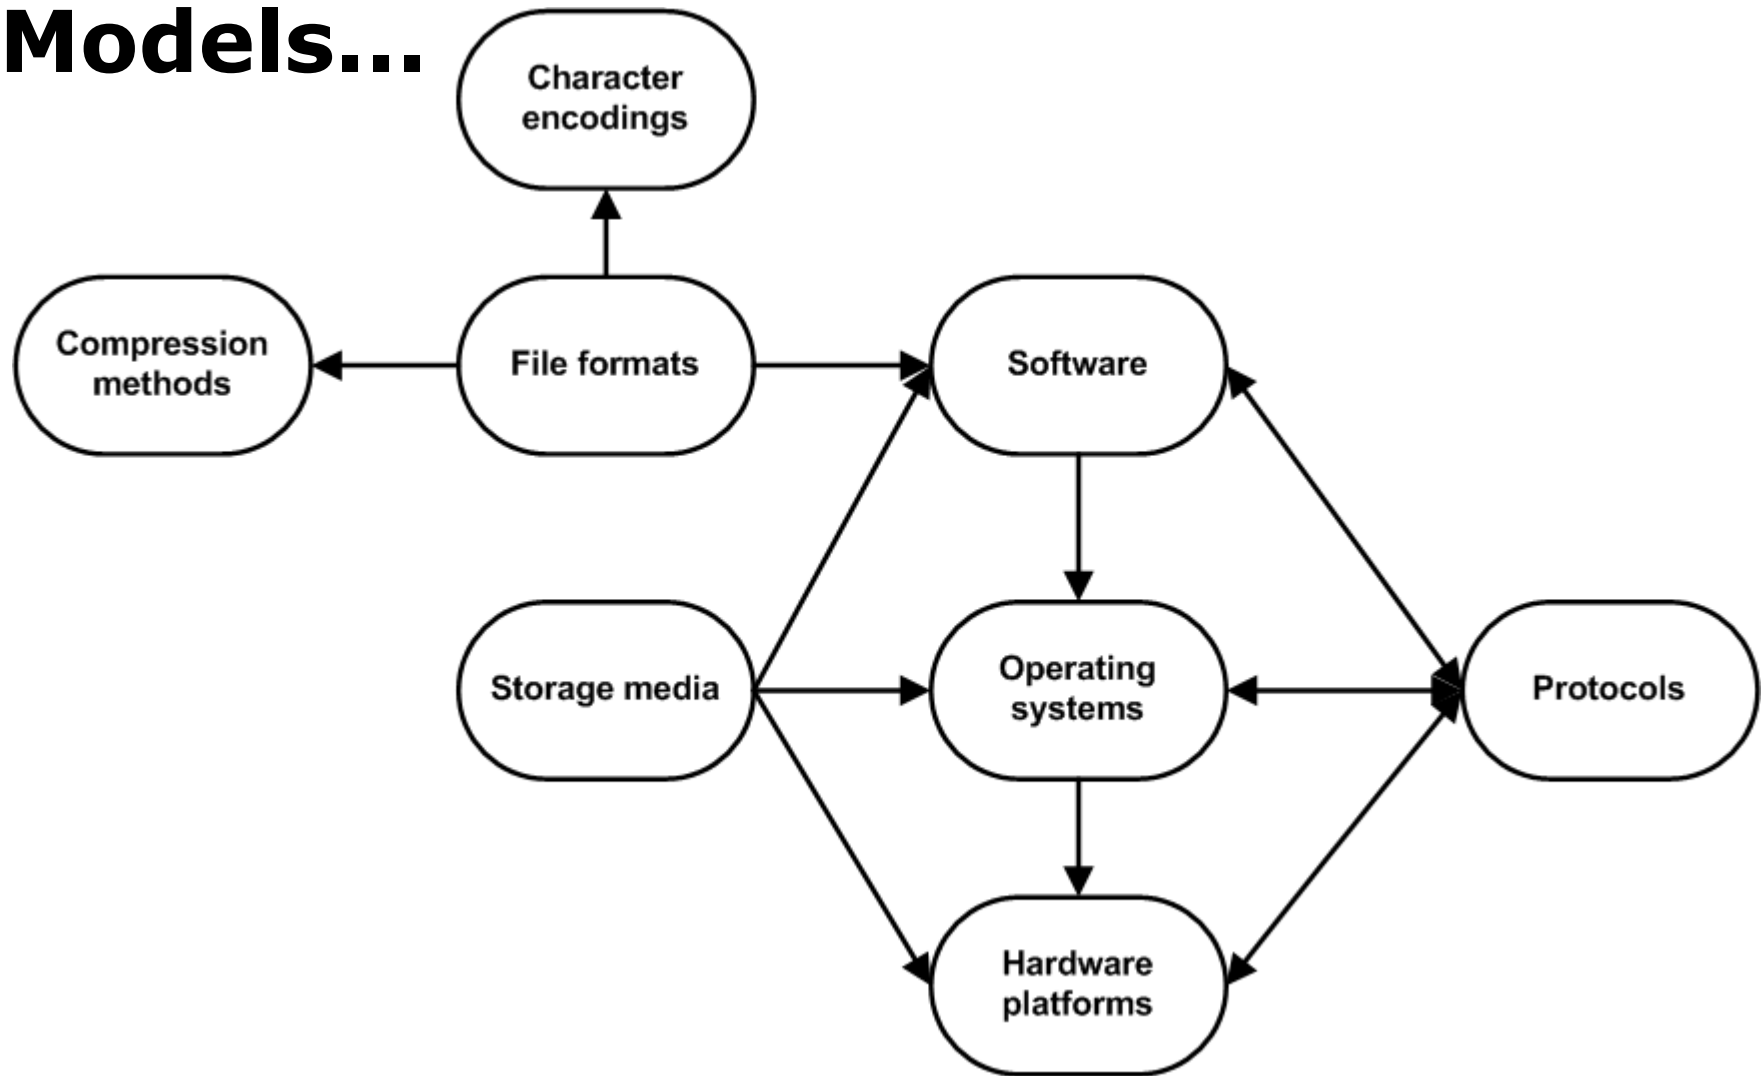 Models...
Character
encodings
Compression
methods
File formats
Software
Storage media
Operating
systems
Protocols
Hardware
platforms